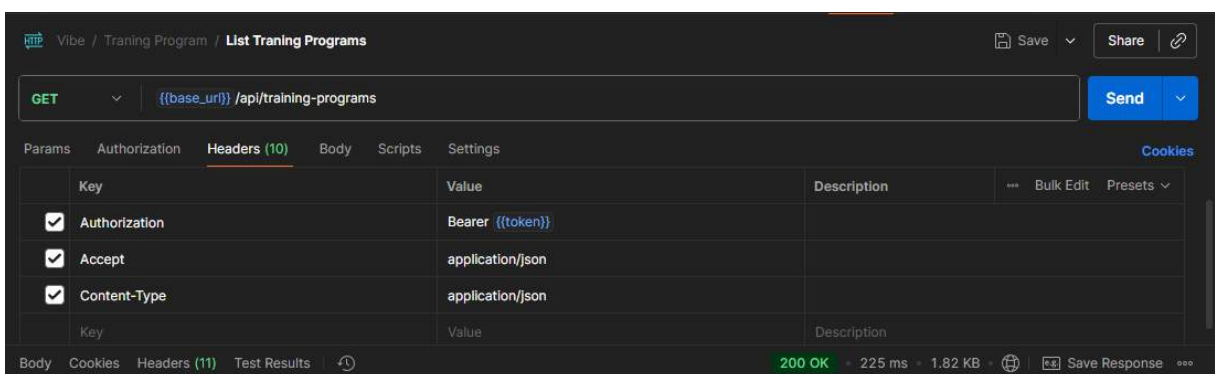 HTTP Vibe / Traning Program / List Traning Programs Save Share
GET {{base_url}} /api/training-programs Send
Params Authorization Headers (10) Body Scripts Settings Cookies
Key Value Description ••• Bulk Edit Presets
Authorization Bearer {{token}}
Accept application/json
Content-Type application/json
Key Value Description
Body Cookies Headers (11) Test Results 200 OK • 225 ms • 1.82 KB • e.g. Save Response •••